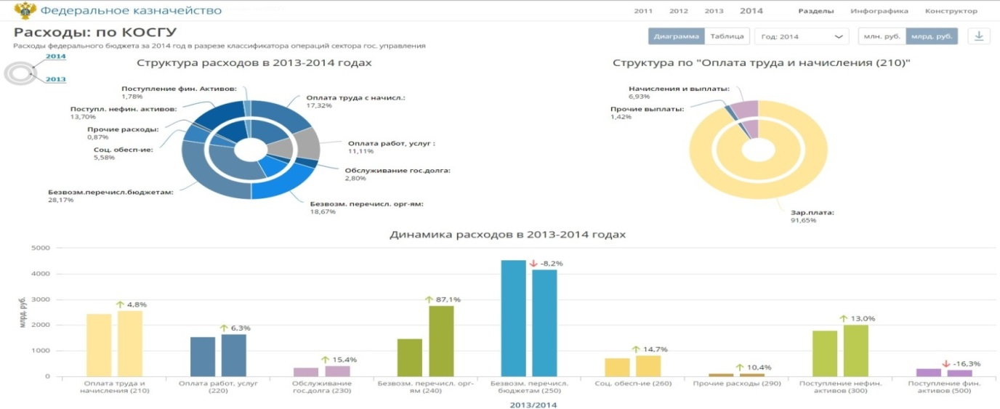 Федеральное казначейство
2011 2012 2013 2014 Разделы Инфографика Конструктор
Расходы: по КОСГУ
Расходы федерального бюджета за 2014 год в разрезе классификатора операций сектора гос. управления
Диаграмма Таблица Год: 2014 млн. руб. млрд. руб.
2014
2013
Структура расходов в 2013-2014 годах
Поступление фин. Активов:
1,78%
Поступл. нефин. активов:
13,70%
Прочие расходы:
0,87%
Соц. обесп-ие:
5,58%
Безвозм.перечисл.бюджетам:
28,17%
Оплата труда с начисл.:
17,32%
Оплата работ, услуг :
11,11%
Обслуживание гос.долга:
2,80%
Безвозм. перечисл. орг-ям:
18,67%
Структура по "Оплата труда и начисления (210)"
Начисления и выплаты:
6,93%
Прочие выплаты:
1,42%
Зар.плата:
91,65%
Динамика расходов в 2013-2014 годах
млрд. руб.
5000
4000
3000
2000
1000
0
4,8%
6,3%
15,4%
87,1%
-8,2%
14,7%
10,4%
13,0%
-16,3%
Оплата труда и
начисления (210)
Оплата работ, услуг
(220)
Обслуживание
гос.долга (230)
Безвозм. перечисл. орг-
ям (240)
Безвозм. перечисл.
бюджетам (250)
Соц. обесп-ие (260)
Прочие расходы (290)
Поступление нефин.
активов (300)
Поступление фин.
активов (500)
2013/2014